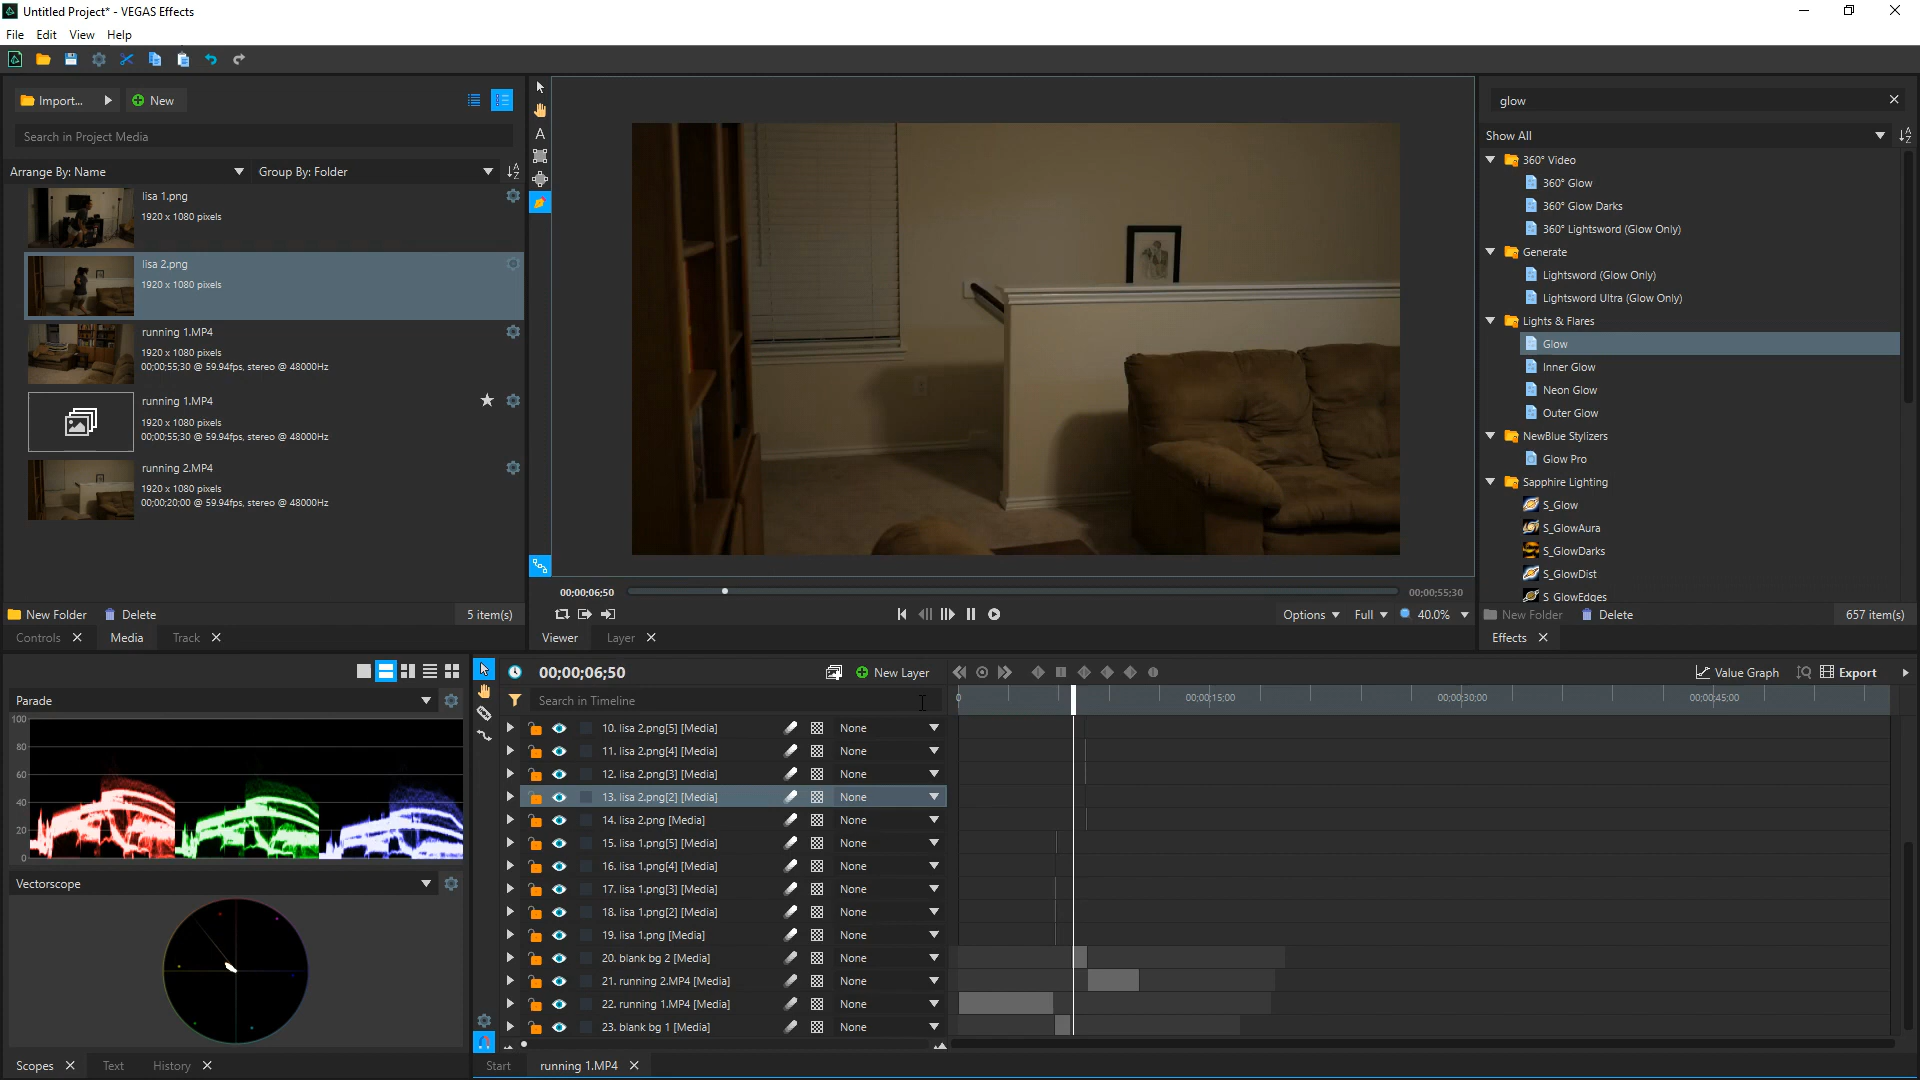 Untitled Project* - VEGAS Effects
File Edit View Help
Import... New
Search in Project Media
Arrange By: Name Group By: Folder
lisa 1.png
1920 x 1080 pixels
lisa 2.png
1920 x 1080 pixels
running 1.MP4
1920 x 1080 pixels
00;00;55;30 @ 59.94fps, stereo @ 48000Hz
running 1.MP4
1920 x 1080 pixels
00;00;55;30 @ 59.94fps, stereo @ 48000Hz
running 2.MP4
1920 x 1080 pixels
00;00;20;00 @ 59.94fps, stereo @ 48000Hz
New Folder Delete 5 item(s)
Controls Media Track
A
00;00;06;50 00;00;55;30
Options Full 40.0%
Viewer Layer
glow
Show All
360° Video
360° Glow
360° Glow Darks
360° Lightsword (Glow Only)
Generate
Lightsword (Glow Only)
Lightsword Ultra (Glow Only)
Lights & Flares
Glow
Inner Glow
Neon Glow
Outer Glow
NewBlue Stylizers
Glow Pro
Sapphire Lighting
S_Glow
S_GlowAura
S_GlowDarks
S_GlowDist
S_GlowEdges
New Folder Delete 657 item(s)
Effects
Parade
100
80
60
40
20
0
Vectorscope
Scopes Text History
00;00;06;50 New Layer Value Graph Export
Search in Timeline
0 00;00;15;00 00;00;30;00 00;00;45;00
10. lisa 2.png[5] [Media] None
11. lisa 2.png[4] [Media] None
12. lisa 2.png[3] [Media] None
13. lisa 2.png[2] [Media] None
14. lisa 2.png [Media] None
15. lisa 1.png[5] [Media] None
16. lisa 1.png[4] [Media] None
17. lisa 1.png[3] [Media] None
18. lisa 1.png[2] [Media] None
19. lisa 1.png [Media] None
20. blank bg 2 [Media] None
21. running 2.MP4 [Media] None
22. running 1.MP4 [Media] None
23. blank bg 1 [Media] None
Start running 1.MP4